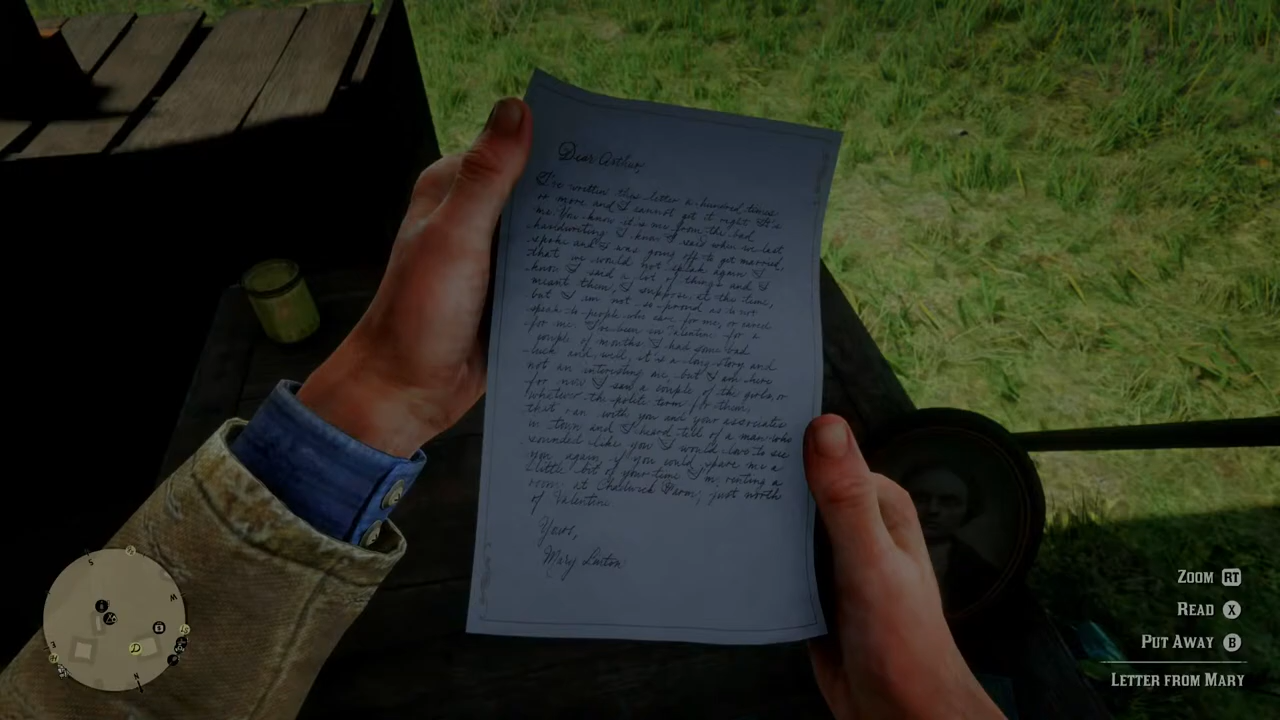 Dear Arthur,
I've written this letter a hundred times
or more and I cannot get it right. It's
me. You know it is me from the bad
handwriting. I know I said when we last
spoke and I was going off to get married,
that we would not speak again. I
know I said a lot of things and I
meant them, I suppose, at the time,
but I am not so proud as to not
speak to people who care for me, or cared
for me. I've been in Valentine for a
couple of months. I had some bad
luck and, well, it's a long story and
not an interesting one, but I am here
for now. I saw a couple of the girls, or
whatever the polite term for them,
that ran with you and your associates
in town and I heard tell of a man who
sounded like you. I would love to see
you again, if you could spare me a
little bit of your time. I'm renting a
room at Chadwick Farm, just north
of Valentine
Yours,
Mary Linton
ZOOM RT
READ X
PUT AWAY B
LETTER FROM MARY